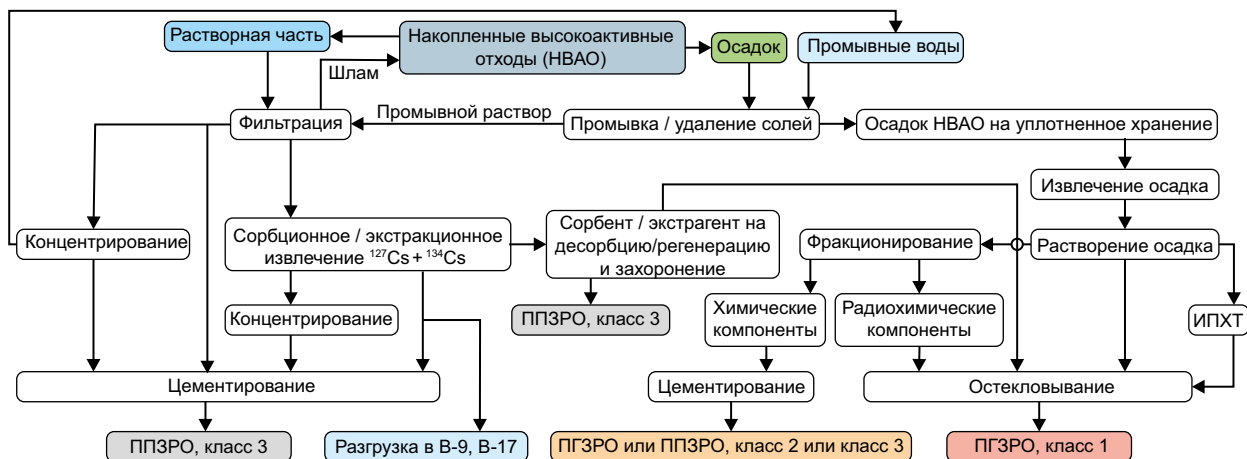 Растворная часть
Накопленные высокоактивные
отходы (НВАО)
Осадок
Промывные воды
Шлам
Фильтрация
Промывной раствор
Промывка / удаление солей
Осадок НВАО на уплотненное хранение
Извлечение осадка
Концентрирование
Сорбционное / экстракционное
извлечение ¹²⁷Cs + ¹³⁴Cs
Сорбент / экстрагент на
десорбцию/регенерацию
и захоронение
Фракционирование
Растворение осадка
Концентрирование
ППЗРО, класс 3
Химические
компоненты
Радиохимические
компоненты
ИПХТ
Цементирование
Цементирование
Остекловывание
ППЗРО, класс 3
Разгрузка в В-9, В-17
ПГЗРО или ППЗРО, класс 2 или класс 3
ПГЗРО, класс 1